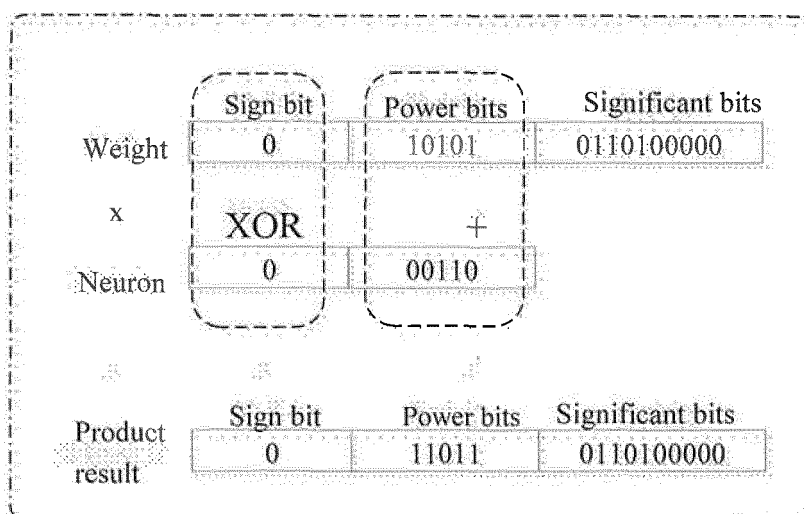 Sign bit Power bits Significant bits
Weight 0 10101 0110100000
x XOR +
Neuron 0 00110
Sign bit Power bits Significant bits
Product result 0 11011 0110100000